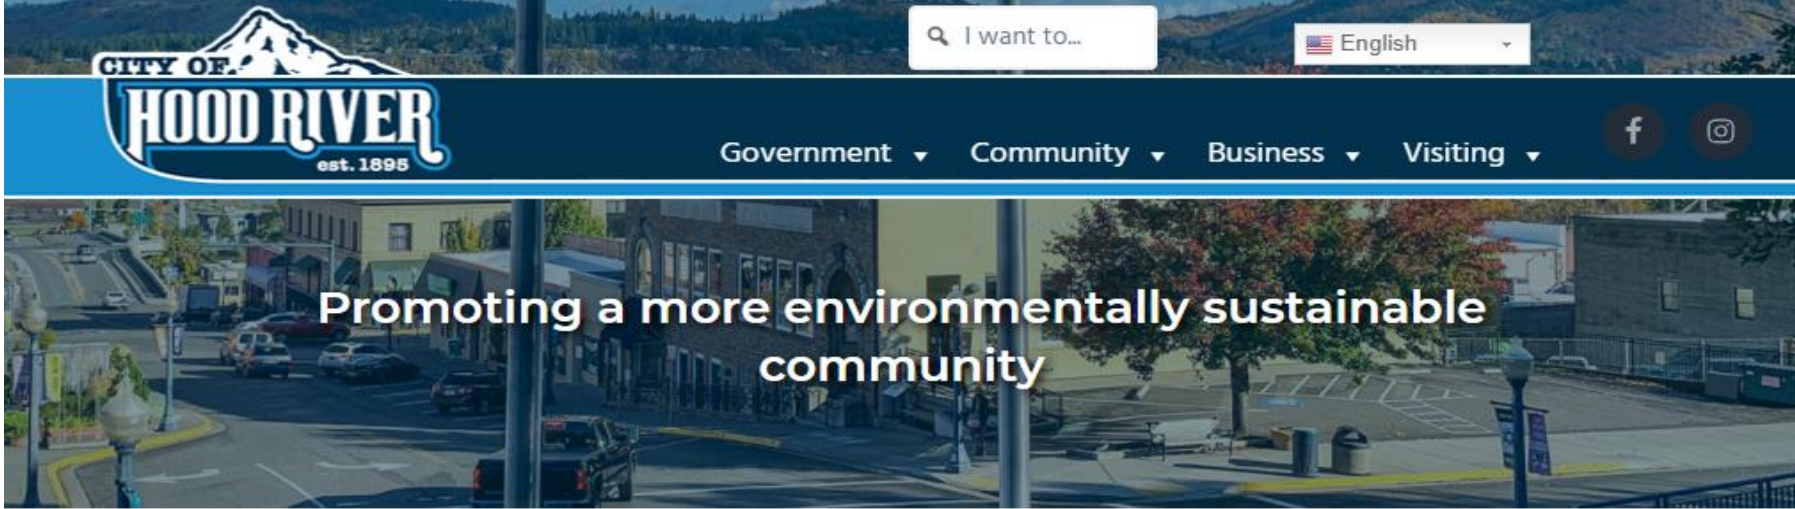 I want to...
English
CITY OF
HOOD RIVER
est. 1895
Government
Community
Business
Visiting
Promoting a more environmentally sustainable
community